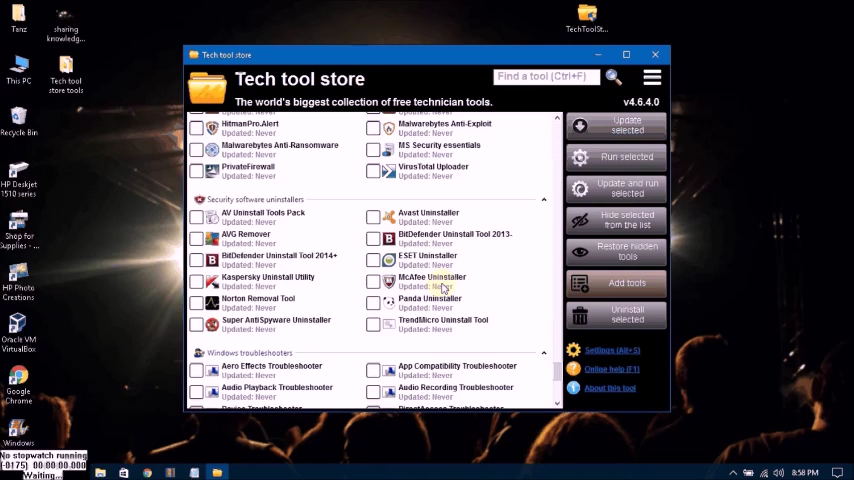 Tanz
sharing
knowledg...
TechToolSt...
This PC
Tech tool
store tools
Recycle Bin
HP Deskjet
1510 series
Shop for
Supplies - ...
HP Photo
Creations
Oracle VM
VirtualBox
Google
Chrome
Windows
No stopwatch running
(-0175) 00:00:00.000
Waiting...
Tech tool store
Tech tool store
Find a tool (Ctrl+F)
The world's biggest collection of free technician tools.
v4.6.4.0
HitmanPro.Alert
Updated: Never
Malwarebytes Anti-Exploit
Updated: Never
Malwarebytes Anti-Ransomware
Updated: Never
MS Security essentials
Updated: Never
PrivateFirewall
Updated: Never
VirusTotal Uploader
Updated: Never
Security software uninstallers
AV Uninstall Tools Pack
Updated: Never
Avast Uninstaller
Updated: Never
AVG Remover
Updated: Never
BitDefender Uninstall Tool 2013-
Updated: Never
BitDefender Uninstall Tool 2014+
Updated: Never
ESET Uninstaller
Updated: Never
Kaspersky Uninstall Utility
Updated: Never
McAfee Uninstaller
Updated: Never
Norton Removal Tool
Updated: Never
Panda Uninstaller
Updated: Never
Super AntiSpyware Uninstaller
Updated: Never
TrendMicro Uninstall Tool
Updated: Never
Windows troubleshooters
Aero Effects Troubleshooter
Updated: Never
App Compatibility Troubleshooter
Updated: Never
Audio Playback Troubleshooter
Updated: Never
Audio Recording Troubleshooter
Updated: Never
Update
selected
Run selected
Update and run
selected
Hide selected
from the list
Restore hidden
tools
Add tools
Uninstall
selected
Settings (Alt+S)
Online help (F1)
About this tool
8:58 PM